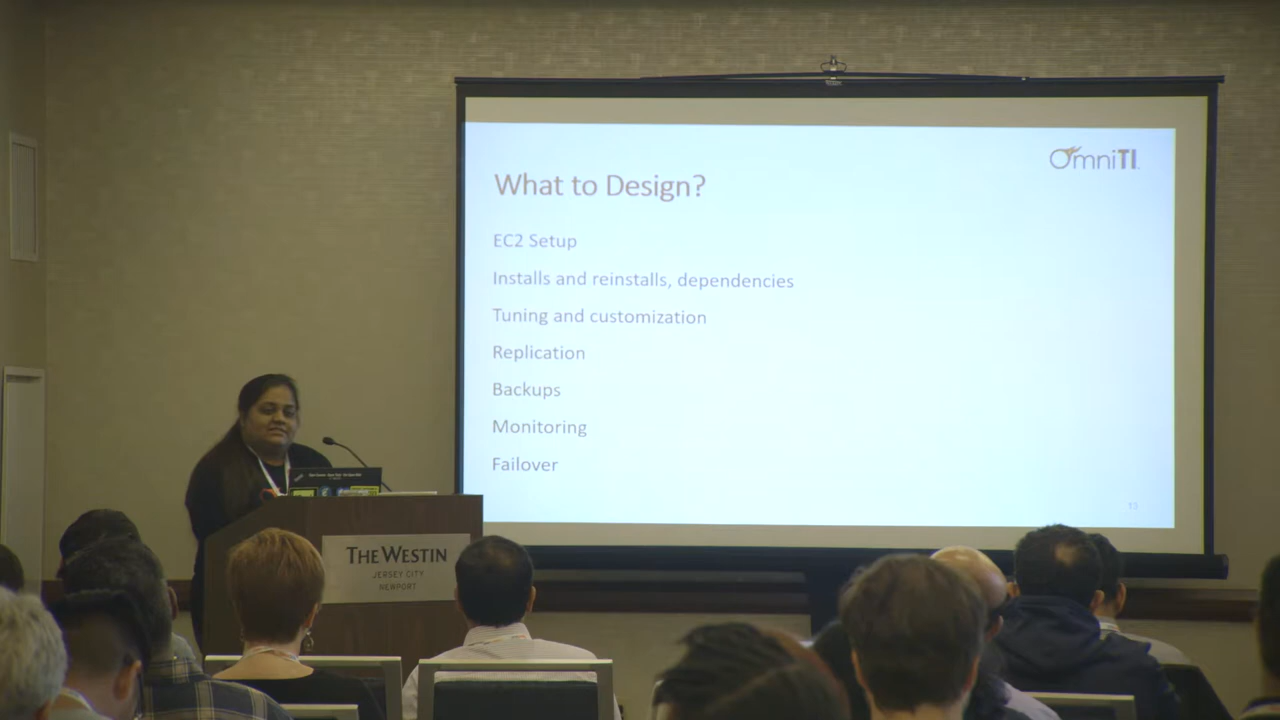 OmniTI
What to Design?
EC2 Setup
Installs and reinstalls, dependencies
Tuning and customization
Replication
Backups
Monitoring
Failover
THE WESTIN
JERSEY CITY
NEWPORT